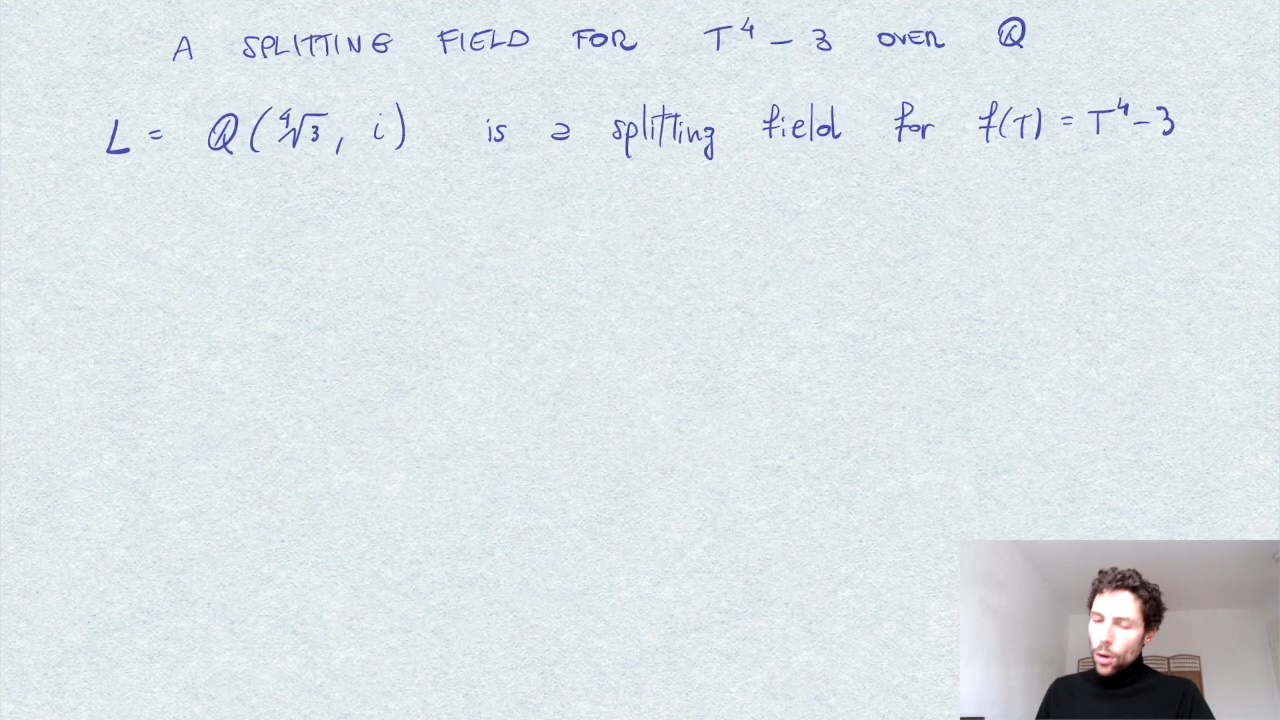 A SPLITTING FIELD FOR T⁴ - 3 OVER ℚ
L = ℚ(∜3, i) is a splitting field for f(T) = T⁴ - 3